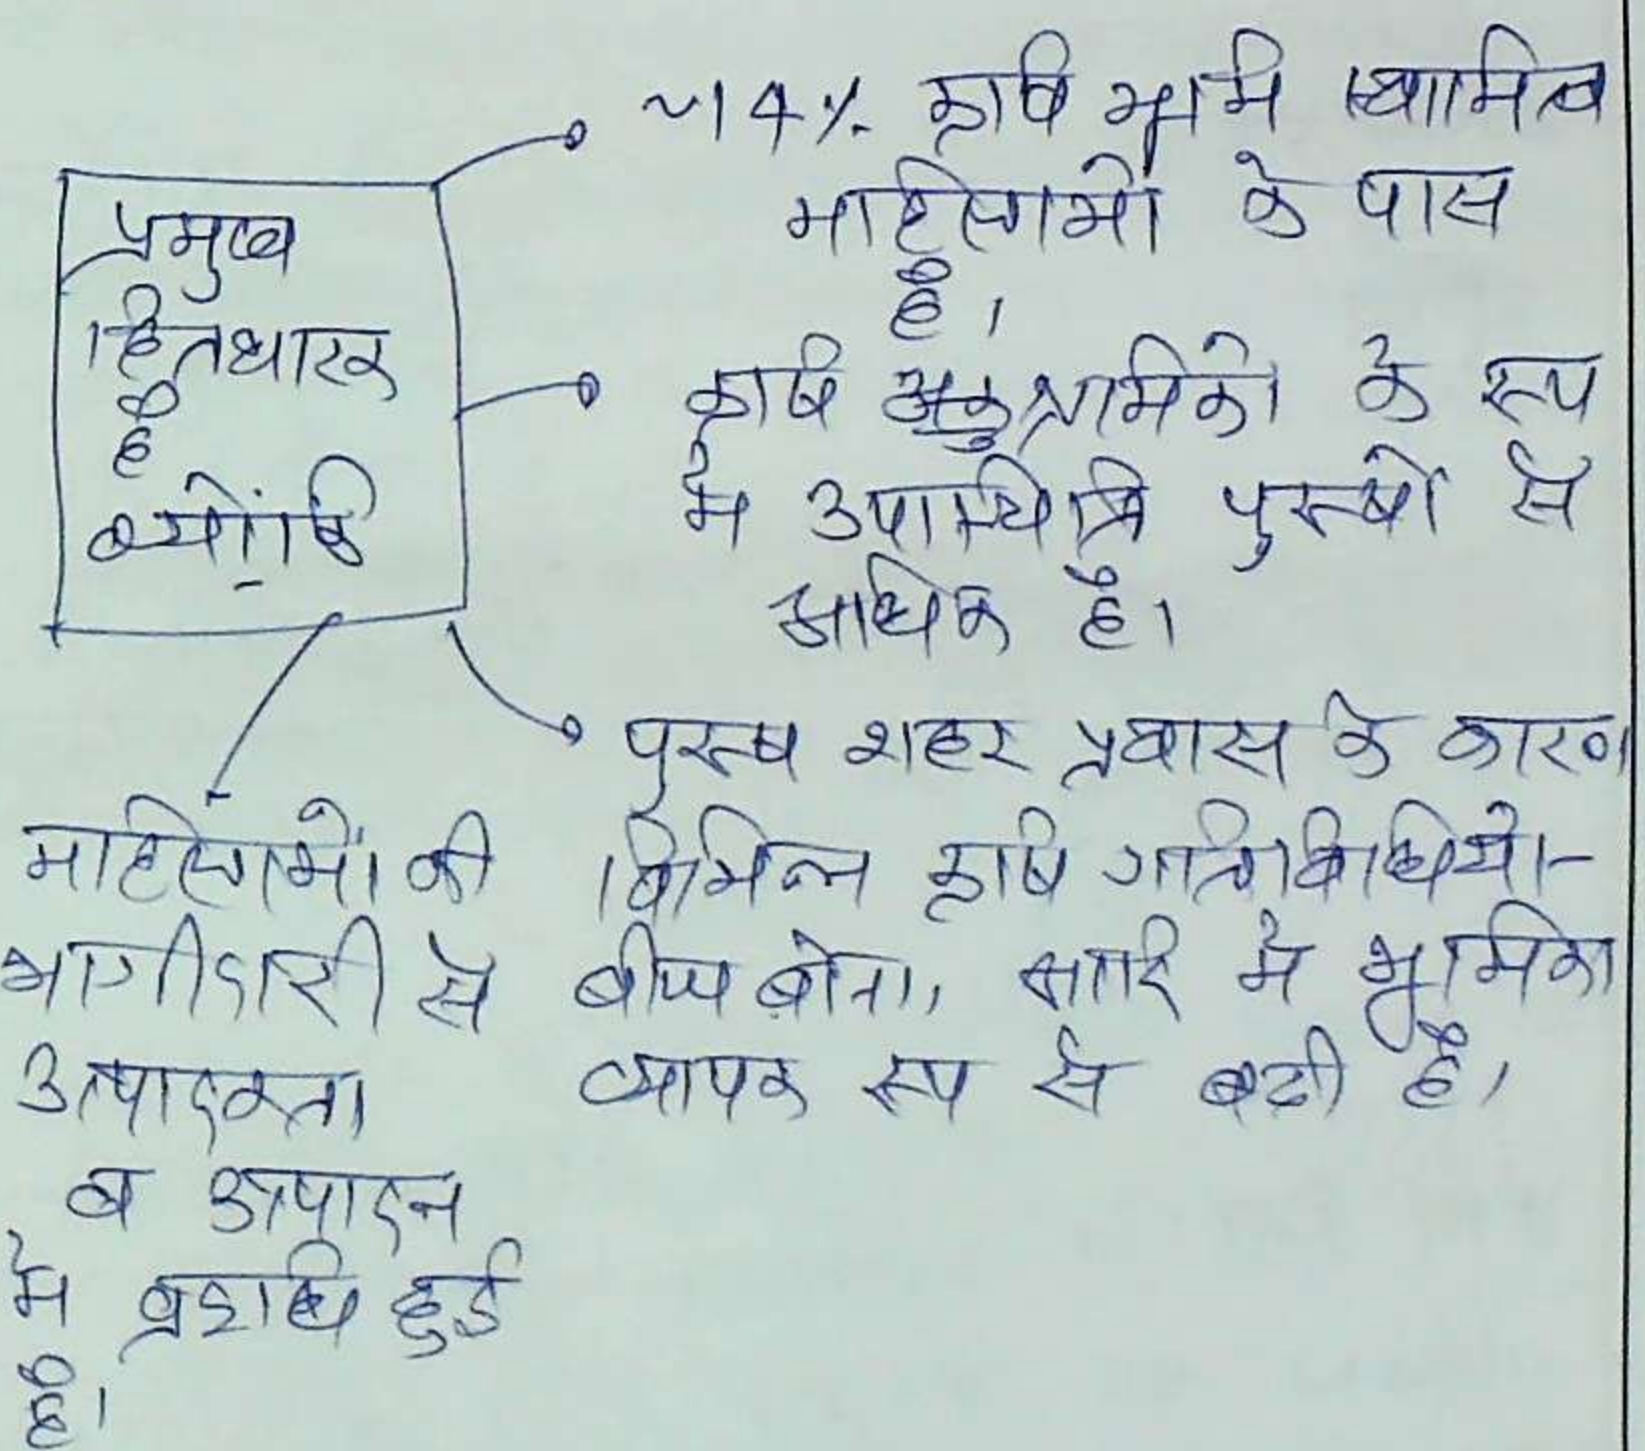 प्रमुख
हितधारक
है
क्योंकि
~14% कृषि भूमि स्वामित्व
महिलाओं के पास
है।
कृषि श्रमिकों के रूप
में उपस्थिति पुरूषों से
अधिक है।
पुरूष शहर प्रवास के कारण
विभिन्न कृषि गतिविधियों-
बीज बोना, आदि में भूमिका
व्यापक रूप से बढी है।
महिलाओं की
भागीदारी से
उत्पादकता
व उत्पादन
में वृद्धि हुई
है।